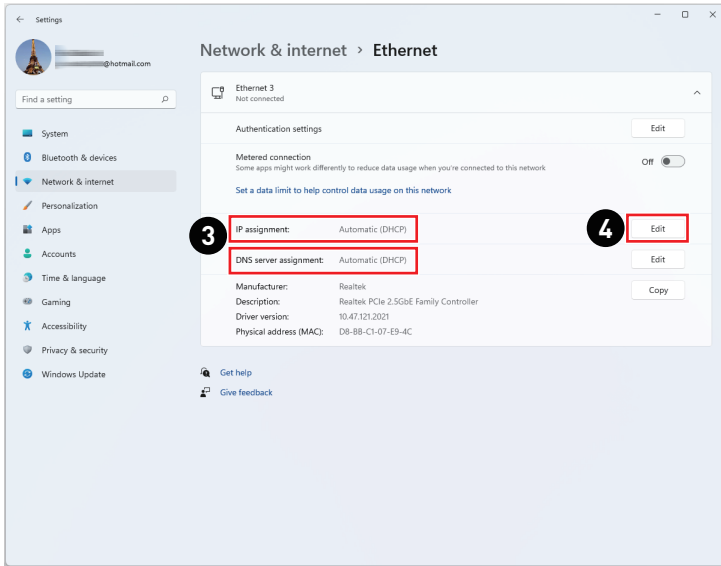 Settings
@hotmail.com
Find a setting
System
Bluetooth & devices
Network & internet
Personalization
Apps
Accounts
Time & language
Gaming
Accessibility
Privacy & security
Windows Update
Network & internet > Ethernet
Ethernet 3
Not connected
Authentication settings
Edit
Metered connection
Some apps might work differently to reduce data usage when you're connected to this network
Off
Set a data limit to help control data usage on this network
3
IP assignment: Automatic (DHCP)
4
Edit
DNS server assignment: Automatic (DHCP)
Edit
Manufacturer: Realtek
Copy
Description: Realtek PCIe 2.5GbE Family Controller
Driver version: 10.47.121.2021
Physical address (MAC): D8-BB-C1-07-E9-4C
Get help
Give feedback